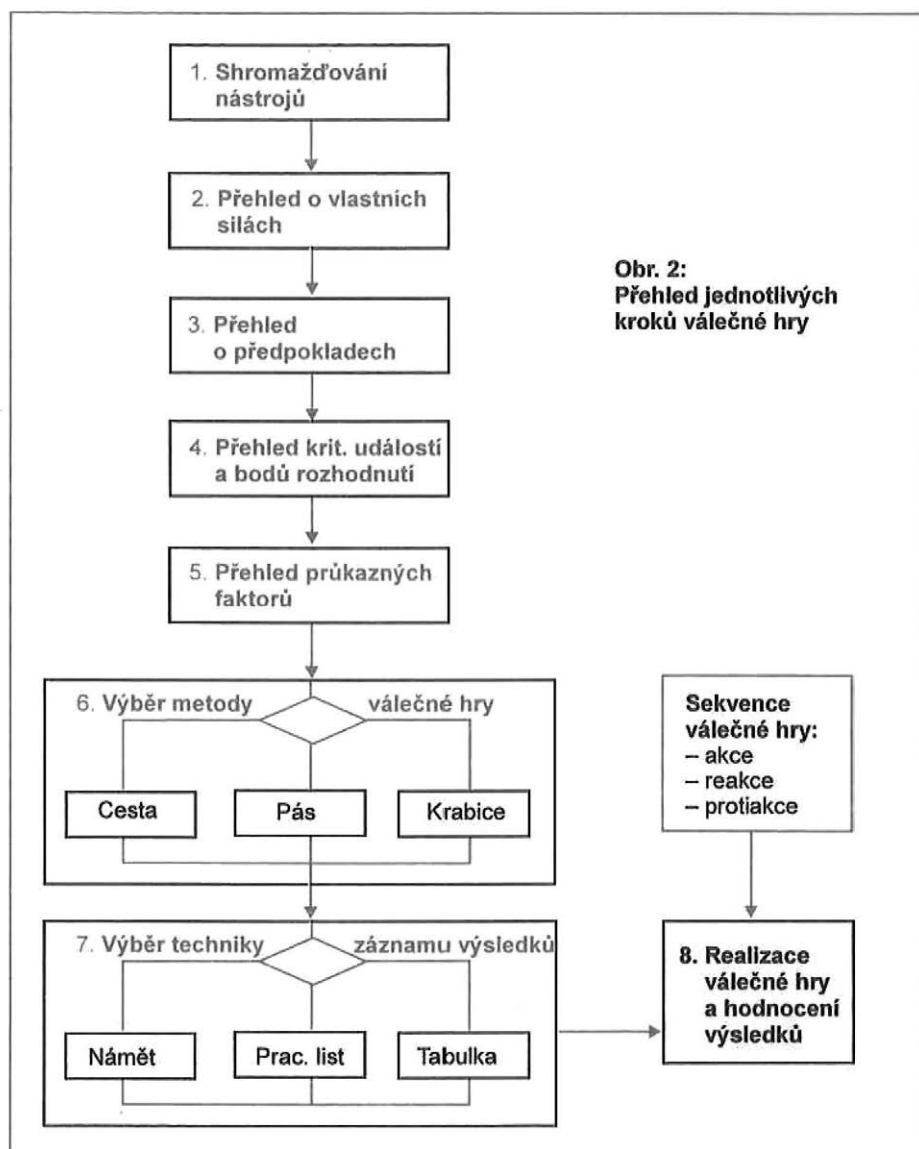 1. Shromažďování
nástrojů
2. Přehled o vlastních
silách
Obr. 2:
Přehled jednotlivých
kroků válečné hry
3. Přehled
o předpokladech
4. Přehled krit. událostí
a bodů rozhodnutí
5. Přehled průkazných
faktorů
6. Výběr metody válečné hry
Cesta Pás Krabice
Sekvence
válečné hry:
– akce
– reakce
– protiakce
7. Výběr techniky záznamu výsledků
Námět Prac. list Tabulka
8. Realizace
válečné hry
a hodnocení
výsledků